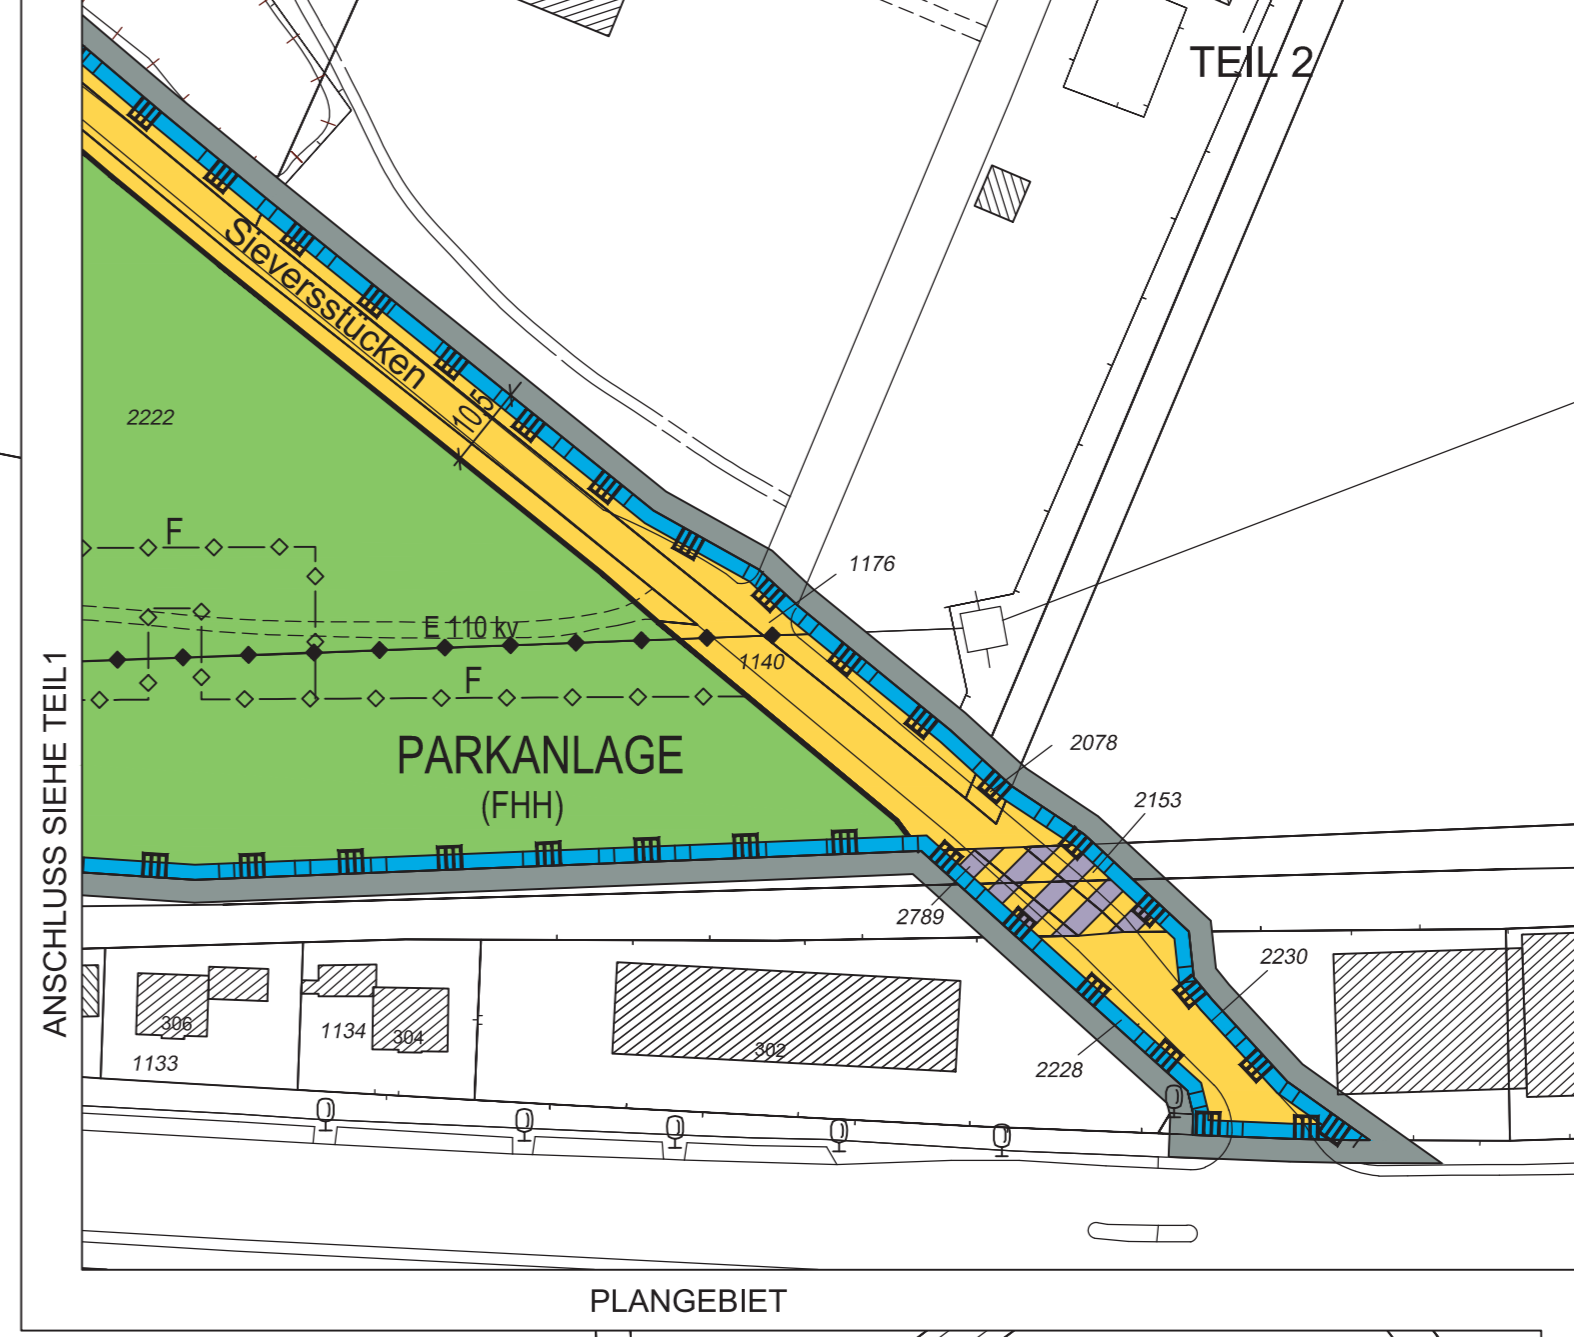 TEIL 2
Sieversstücken
10,5
2222
F
1176
E 110 kv
1140
F
2078
PARKANLAGE
(FHH)
2153
2789
2230
306
1134
304
302
1133
2228
ANSCHLUSS SIEHE TEIL1
PLANGEBIET